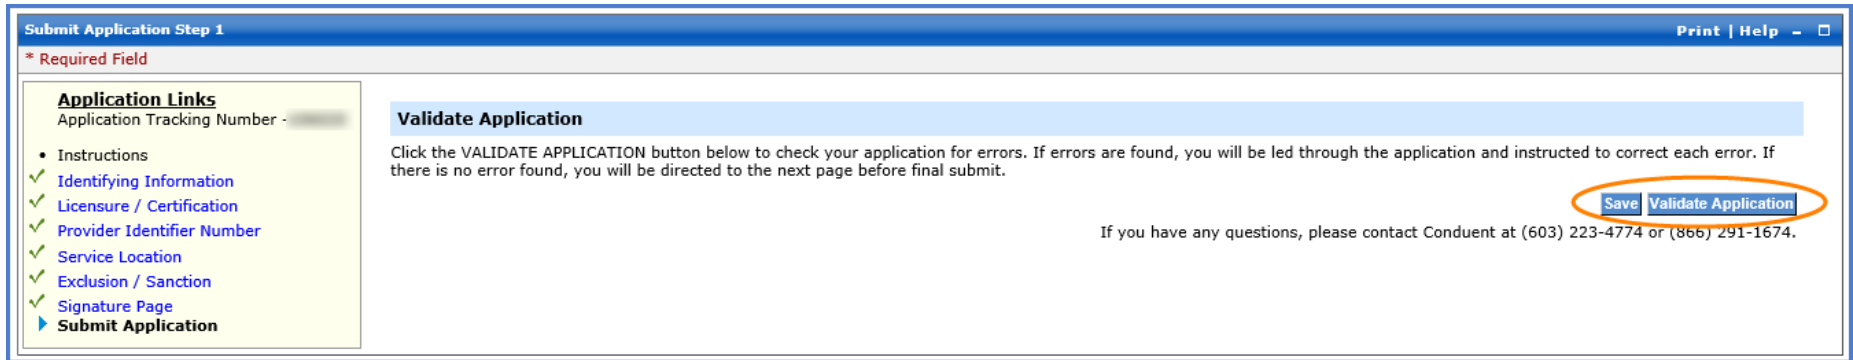 Submit Application Step 1
Print | Help
* Required Field
Application Links
Application Tracking Number -
• Instructions
Identifying Information
Licensure / Certification
Provider Identifier Number
Service Location
Exclusion / Sanction
Signature Page
Submit Application
Validate Application
Click the VALIDATE APPLICATION button below to check your application for errors. If errors are found, you will be led through the application and instructed to correct each error. If
there is no error found, you will be directed to the next page before final submit.
Save Validate Application
If you have any questions, please contact Conduent at (603) 223-4774 or (866) 291-1674.